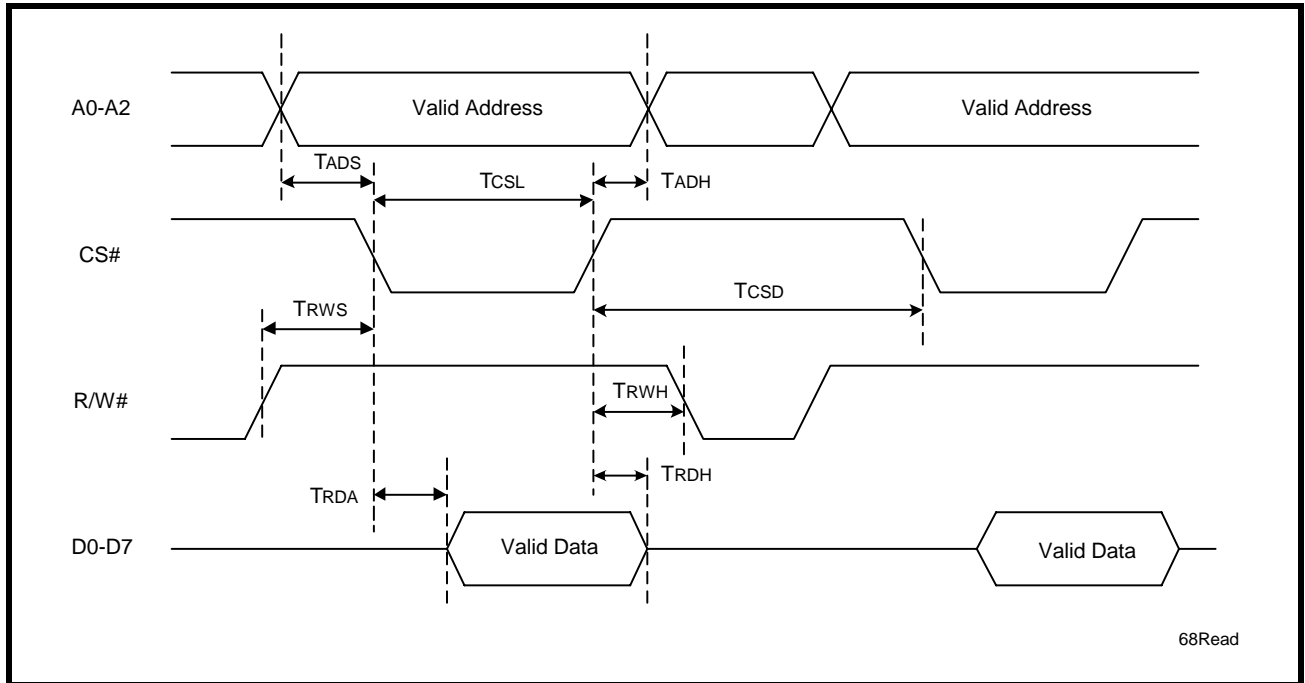 A0-A2
Valid Address
Valid Address
TADS
TCSL
TADH
CS#
TCSD
TRWS
R/W#
TRWH
TRDA
TRDH
D0-D7
Valid Data
Valid Data
68Read